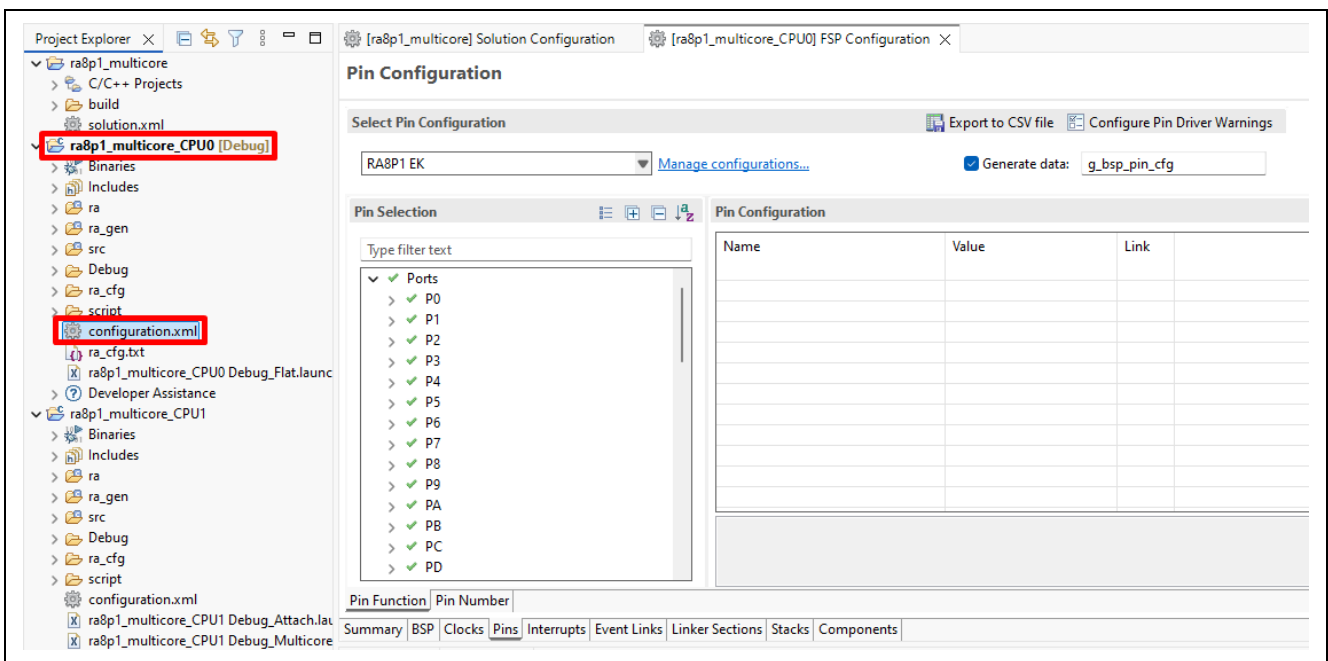 Project Explorer
ra8p1_multicore
C/C++ Projects
build
solution.xml
ra8p1_multicore_CPU0 [Debug]
Binaries
Includes
ra
ra_gen
src
Debug
ra_cfg
script
configuration.xml
ra_cfg.txt
ra8p1_multicore_CPU0 Debug_Flat.launc
Developer Assistance
ra8p1_multicore_CPU1
Binaries
Includes
ra
ra_gen
src
Debug
ra_cfg
script
configuration.xml
ra8p1_multicore_CPU1 Debug_Attach.lau
ra8p1_multicore_CPU1 Debug_Multicore
[ra8p1_multicore] Solution Configuration
[ra8p1_multicore_CPU0] FSP Configuration
Pin Configuration
Select Pin Configuration
Export to CSV file
Configure Pin Driver Warnings
RA8P1 EK
Manage configurations...
Generate data:
g_bsp_pin_cfg
Pin Selection
Type filter text
Ports
P0
P1
P2
P3
P4
P5
P6
P7
P8
P9
PA
PB
PC
PD
Pin Configuration
Name Value Link
Pin Function Pin Number
Summary BSP Clocks Pins Interrupts Event Links Linker Sections Stacks Components